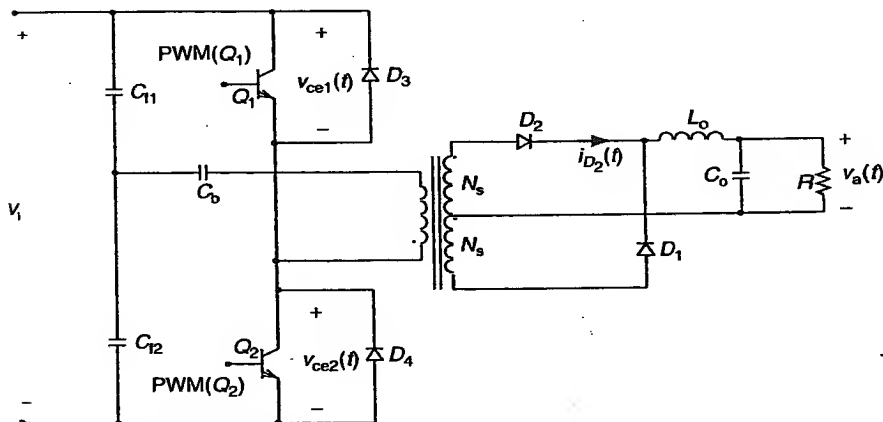 +
PWM(Q1)
+
C11
Q1
vce1(t)
D3
−
D2
iD2(t)
Lo
+
Cb
Ns
Co
R
va(t)
Vi
−
Ns
D1
+
C12
Q2
vce2(t)
D4
PWM(Q2)
−
−